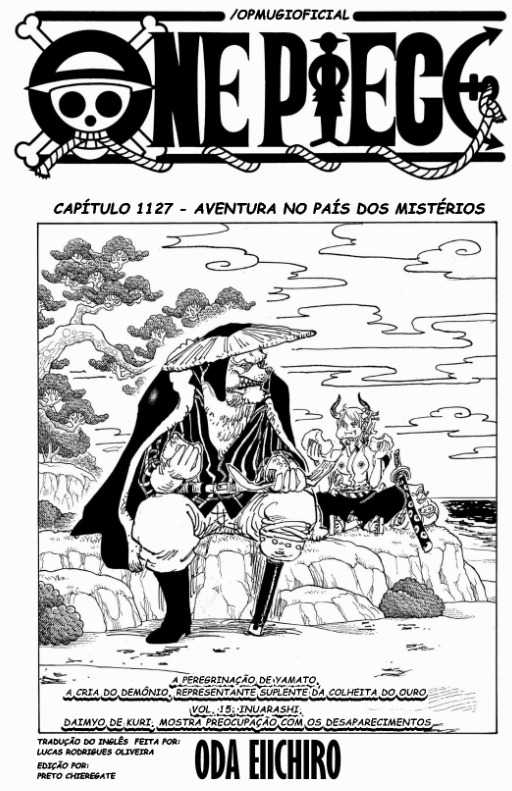 /OPMUGIOFICIAL
ONE PIECE
CAPÍTULO 1127 - AVENTURA NO PAÍS DOS MISTÉRIOS
A PEREGRINAÇÃO DE YAMATO,
A CRIA DO DEMÔNIO, REPRESENTANTE SUPLENTE DA COLHEITA DO OURO
VOL. 15: INUARASHI,
DAIMYO DE KURI, MOSTRA PREOCUPAÇÃO COM OS DESAPARECIMENTOS
TRADUÇÃO DO INGLÊS FEITA POR:
LUCAS RODRIGUES OLIVEIRA
EDIÇÃO POR:
PRETO CHIEREGATE
ODA EIICHIRO